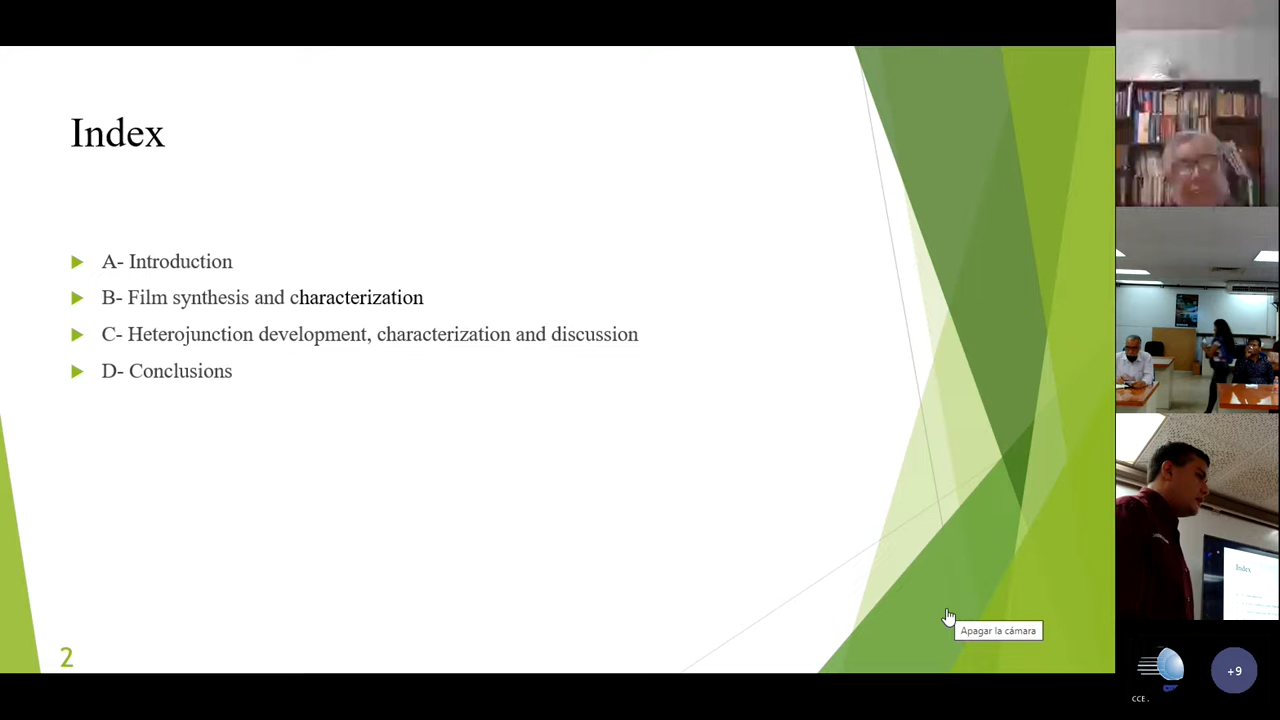 Index
A- Introduction
B- Film synthesis and characterization
C- Heterojunction development, characterization and discussion
D- Conclusions
2
Apagar la cámara
Index
CCE .
+9